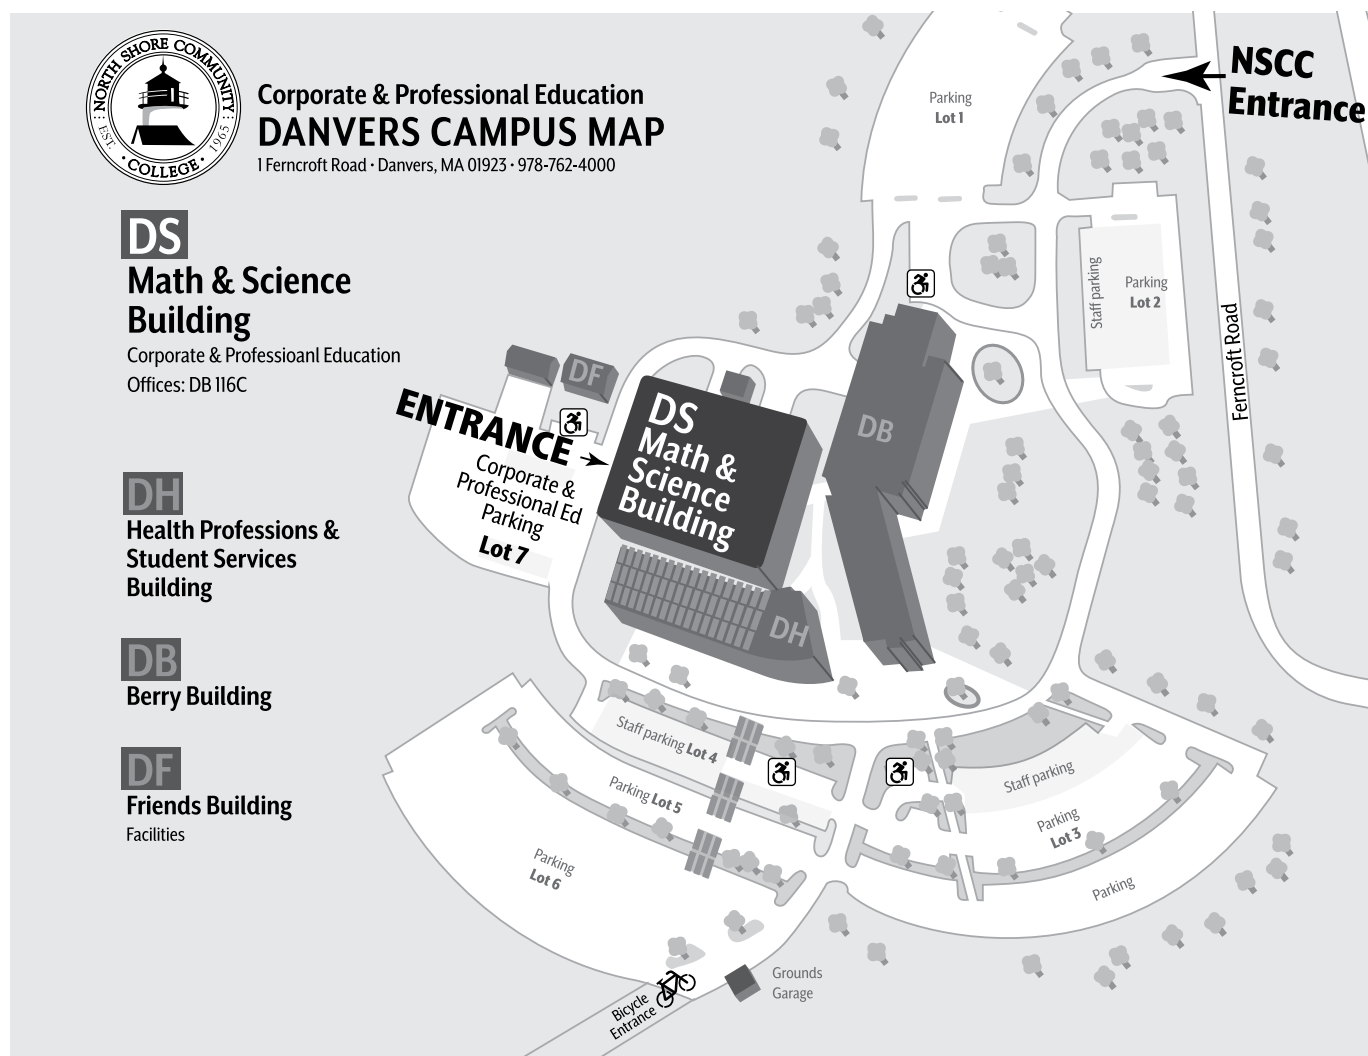 NORTH SHORE COMMUNITY
EST. 1965
• COLLEGE •
Corporate & Professional Education
DANVERS CAMPUS MAP
1 Ferncroft Road • Danvers, MA 01923 • 978-762-4000
NSCC
Entrance
Parking
Lot 1
DS
Math & Science
Building
Corporate & Professioanl Education
Offices: DB 116C
DH
Health Professions &
Student Services
Building
DB
Berry Building
DF
Friends Building
Facilities
Staff parking
Parking
Lot 2
Ferncroft Road
DF
ENTRANCE
Corporate &
Professional Ed
Parking
Lot 7
DS
Math &
Science
Building
DB
DH
Staff parking Lot 4
Parking Lot 5
Parking
Lot 6
Staff parking
Parking
Lot 3
Parking
Grounds
Garage
Bicycle
Entrance